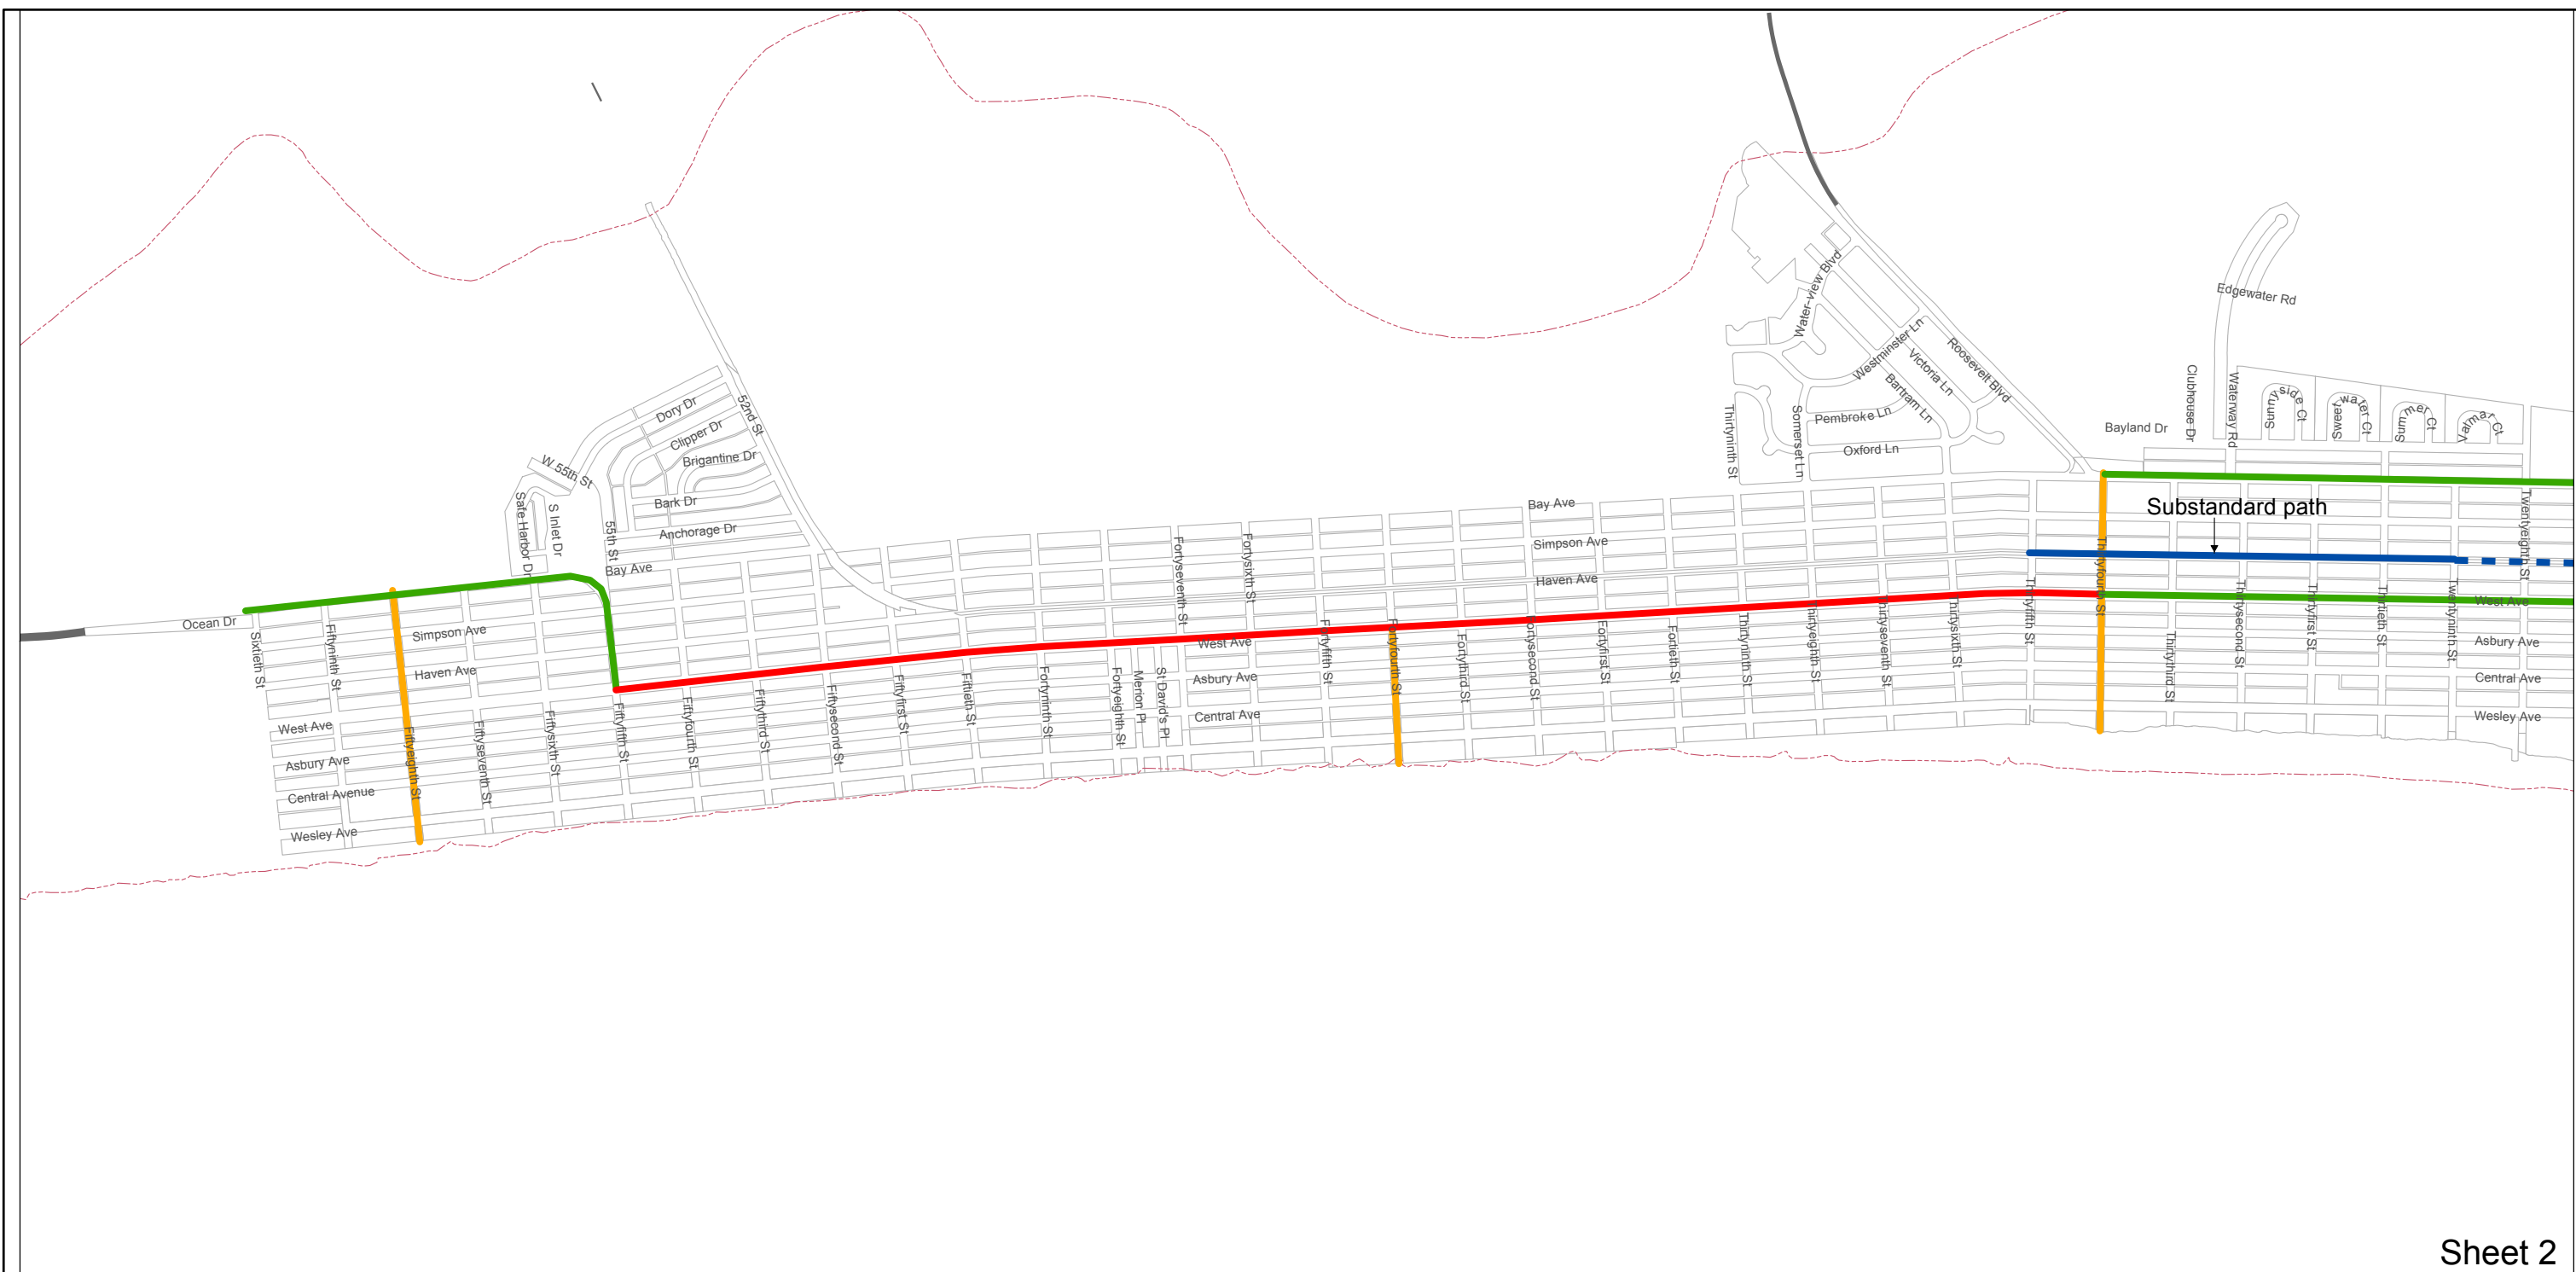 Edgewater Rd
Water-view Blvd
Westminster Ln
Victoria Ln
Roosevelt Blvd
Bartram Ln
Pembroke Ln
Oxford Ln
Somerset Ln
Thirtyninth St
Clubhouse Dr
Waterway Rd
Bayland Dr
Sunnyside Ct
Sweetwater Ct
Summer Ct
Valmar Ct
Dory Dr
Clipper Dr
Brigantine Dr
52nd St
W 55th St
Safe Harbor Dr
S Inlet Dr
55th St
Bark Dr
Anchorage Dr
Bay Ave
Bay Ave
Substandard path
Simpson Ave
Haven Ave
Fortyseventh St
Fortysixth St
Thirtyfourth St
Twentyeighth St
Ocean Dr
Sixtieth St
Fiftyninth St
Simpson Ave
Haven Ave
West Ave
Asbury Ave
Central Avenue
Wesley Ave
Fiftyeighth St
Fiftyseventh St
Fiftysixth St
Fiftyfifth St
Fiftyfourth St
Fiftythird St
Fiftysecond St
Fiftyfirst St
Fiftieth St
Fortyninth St
Fortyeighth St
Merion Pl
St David's Pl
West Ave
Asbury Ave
Central Ave
Fortyfifth St
Fortyfourth St
Fortythird St
Fortysecond St
Fortyfirst St
Fortieth St
Thirtyninth St
Thirtyeighth St
Thirtyseventh St
Thirtysixth St
Thirtyfifth St
Thirtythird St
Thirtysecond St
Thirtyfirst St
Thirtieth St
Twentyninth St
West Ave
Asbury Ave
Central Ave
Wesley Ave
Sheet 2